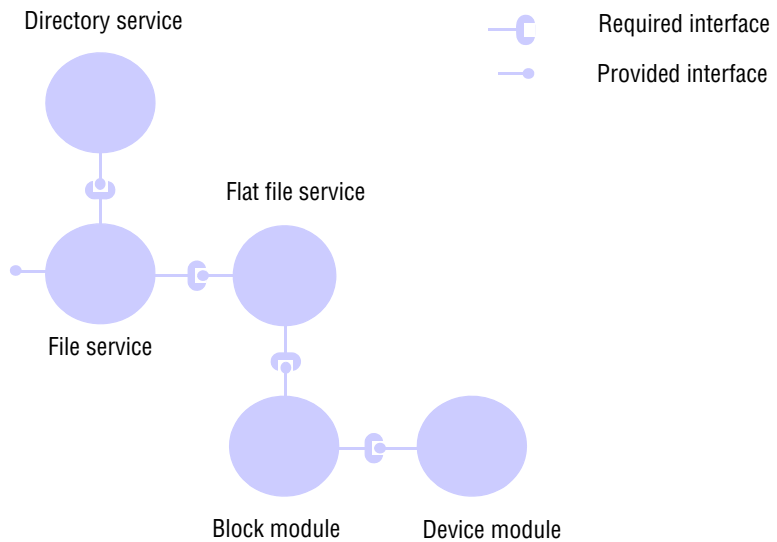 Directory service
Required interface
Provided interface
Flat file service
File service
Block module
Device module